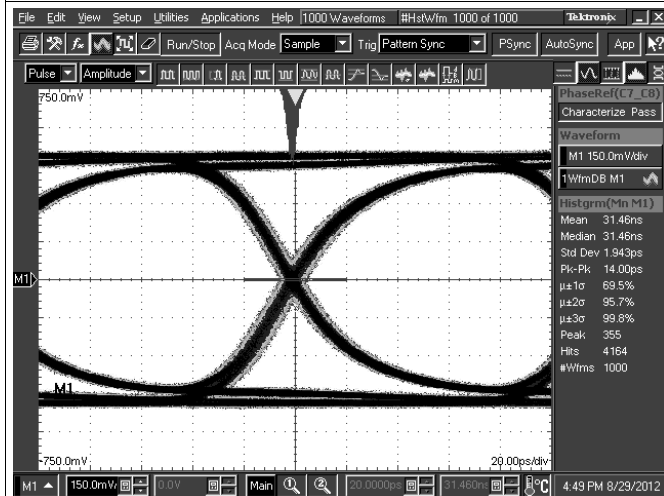 File Edit View Setup Utilities Applications Help 1000 Waveforms #HstWfm 1000 of 1000 Tektronix
Run/Stop Acq Mode Sample Trig Pattern Sync PSync AutoSync App
Pulse Amplitude
750.0mV
PhaseRef(C7_C8)
Characterize Pass
Waveform
M1 150.0mV/div
1WfmDB M1
Histgrm(Mn M1)
Mean 31.46ns
Median 31.46ns
Std Dev 1.943ps
Pk-Pk 14.00ps
µ±1σ 69.5%
µ±2σ 95.7%
µ±3σ 99.8%
Peak 355
Hits 4164
#Wfms 1000
M1
M1
-750.0mV
20.00ps/div
M1 150.0mV/ 0.0V Main 1 2 20.0000ps 31.460ns °C 4:49 PM 8/29/2012